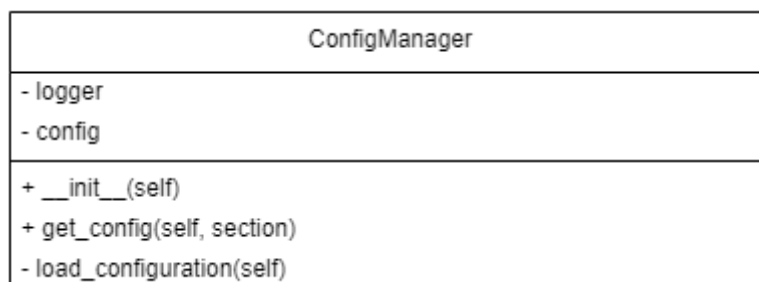 ConfigManager
- logger
- config
+ __init__(self)
+ get_config(self, section)
- load_configuration(self)